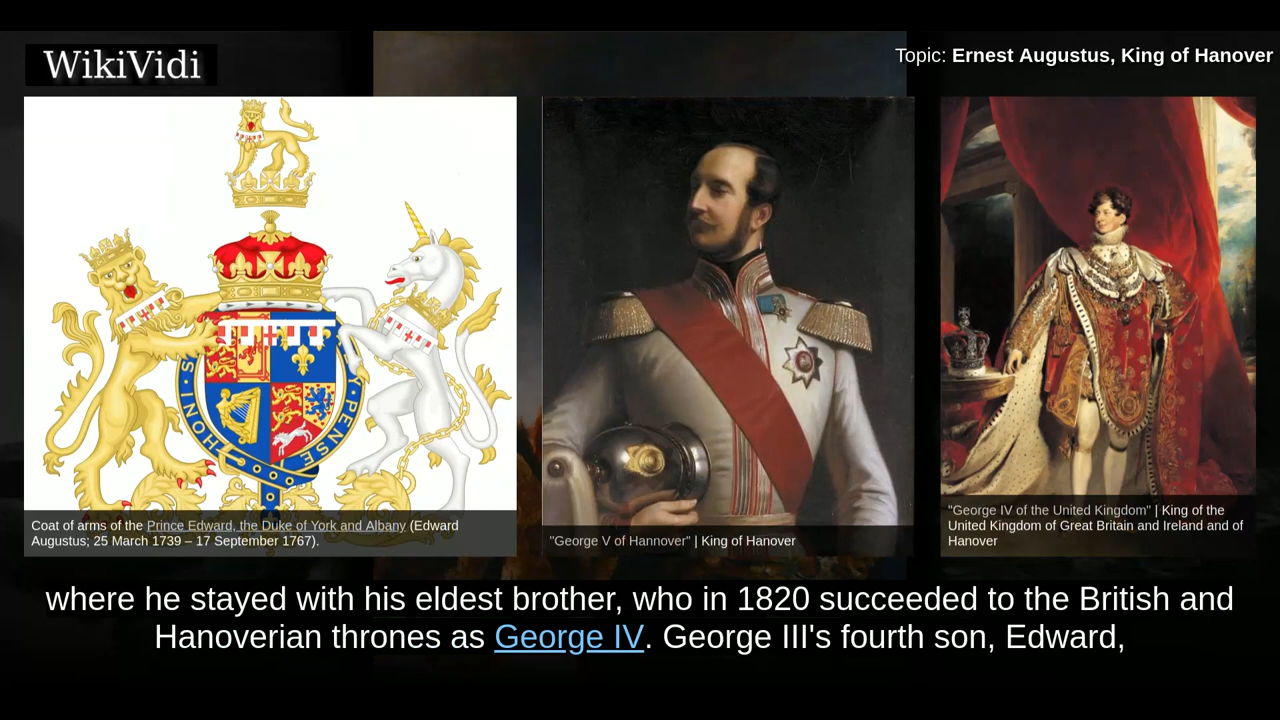 WikiVidi
Topic: Ernest Augustus, King of Hanover
S·INOH
Y·PENSE
Coat of arms of the Prince Edward, the Duke of York and Albany (Edward
Augustus; 25 March 1739 – 17 September 1767).
"George V of Hannover" | King of Hanover
"George IV of the United Kingdom" | King of the
United Kingdom of Great Britain and Ireland and of
Hanover
where he stayed with his eldest brother, who in 1820 succeeded to the British and
Hanoverian thrones as George IV. George III's fourth son, Edward,